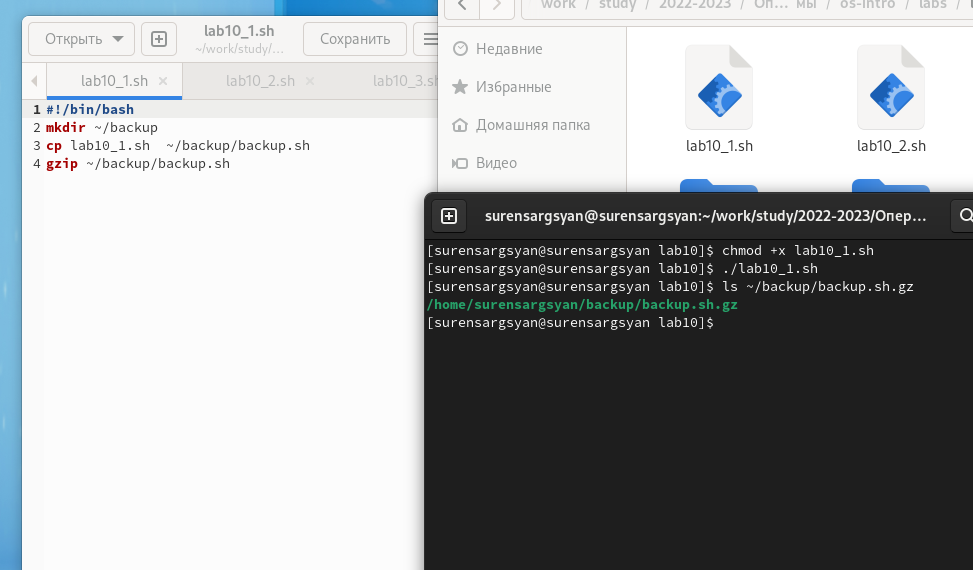 Открыть
lab10_1.sh
~/work/study/...
Сохранить
lab10_1.sh ×
lab10_2.sh ×
lab10_3.sh
1 #!/bin/bash
2 mkdir ~/backup
3 cp lab10_1.sh  ~/backup/backup.sh
4 gzip ~/backup/backup.sh
work / study / 2022-2023 / Оп… мы / os-intro / labs /
Недавние
Избранные
Домашняя папка
Видео
lab10_1.sh
lab10_2.sh
surensargsyan@surensargsyan:~/work/study/2022-2023/Опер…
[surensargsyan@surensargsyan lab10]$ chmod +x lab10_1.sh
[surensargsyan@surensargsyan lab10]$ ./lab10_1.sh
[surensargsyan@surensargsyan lab10]$ ls ~/backup/backup.sh.gz
/home/surensargsyan/backup/backup.sh.gz
[surensargsyan@surensargsyan lab10]$